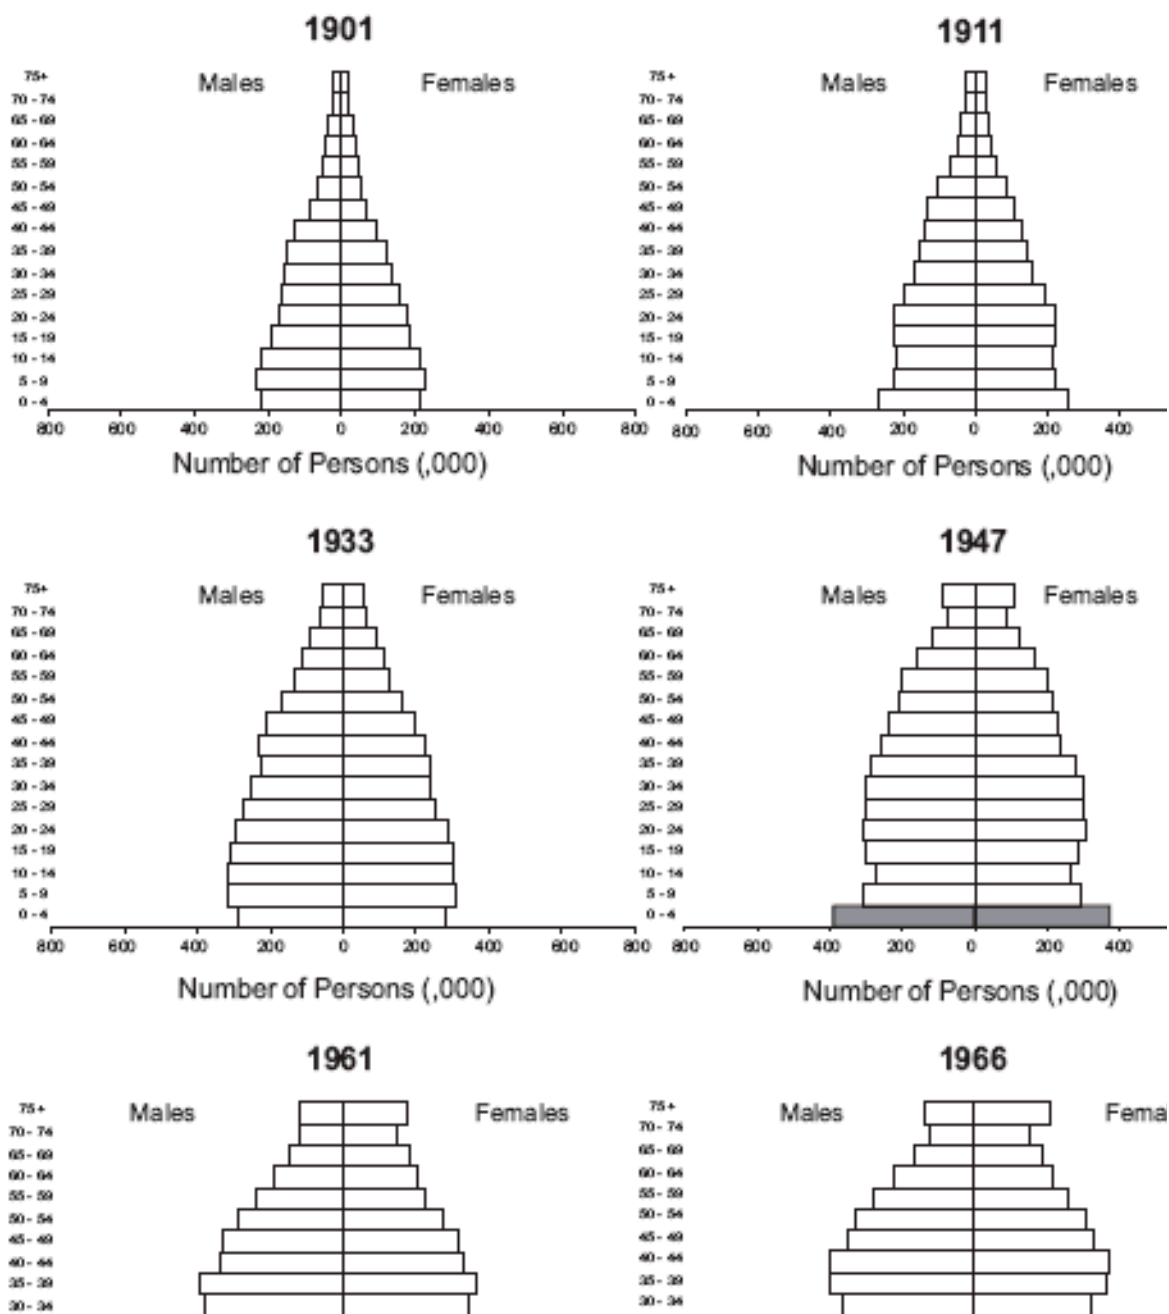 1901
Males Females
75+
70 - 74
65 - 69
60 - 64
55 - 59
50 - 54
45 - 49
40 - 44
35 - 39
30 - 34
25 - 29
20 - 24
15 - 19
10 - 14
5 - 9
0 - 4
800 600 400 200 0 200 400 600 800
Number of Persons (,000)
1911
Males Females
75+
70 - 74
65 - 69
60 - 64
55 - 59
50 - 54
45 - 49
40 - 44
35 - 39
30 - 34
25 - 29
20 - 24
15 - 19
10 - 14
5 - 9
0 - 4
800 600 400 200 0 200 400
Number of Persons (,000)
1933
Males Females
75+
70 - 74
65 - 69
60 - 64
55 - 59
50 - 54
45 - 49
40 - 44
35 - 39
30 - 34
25 - 29
20 - 24
15 - 19
10 - 14
5 - 9
0 - 4
800 600 400 200 0 200 400 600 800
Number of Persons (,000)
1947
Males Females
75+
70 - 74
65 - 69
60 - 64
55 - 59
50 - 54
45 - 49
40 - 44
35 - 39
30 - 34
25 - 29
20 - 24
15 - 19
10 - 14
5 - 9
0 - 4
800 600 400 200 0 200 400
Number of Persons (,000)
1961
Males Females
75+
70 - 74
65 - 69
60 - 64
55 - 59
50 - 54
45 - 49
40 - 44
35 - 39
30 - 34
1966
Males Femal
75+
70 - 74
65 - 69
60 - 64
55 - 59
50 - 54
45 - 49
40 - 44
35 - 39
30 - 34